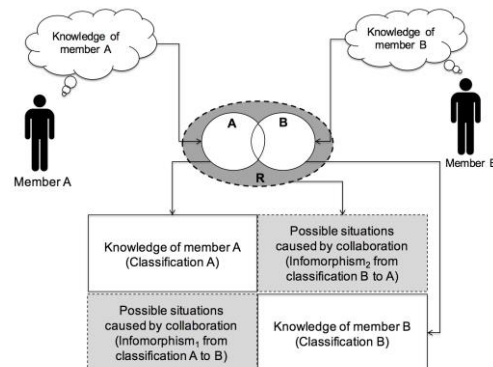 Knowledge of
member A
Knowledge of
member B
Member A
Member B
A
B
R
Knowledge of member A
(Classification A)
Possible situations
caused by collaboration
(Infomorphism₂ from
classification B to A)
Possible situations
caused by collaboration
(Infomorphism₁ from
classification A to B)
Knowledge of member B
(Classification B)